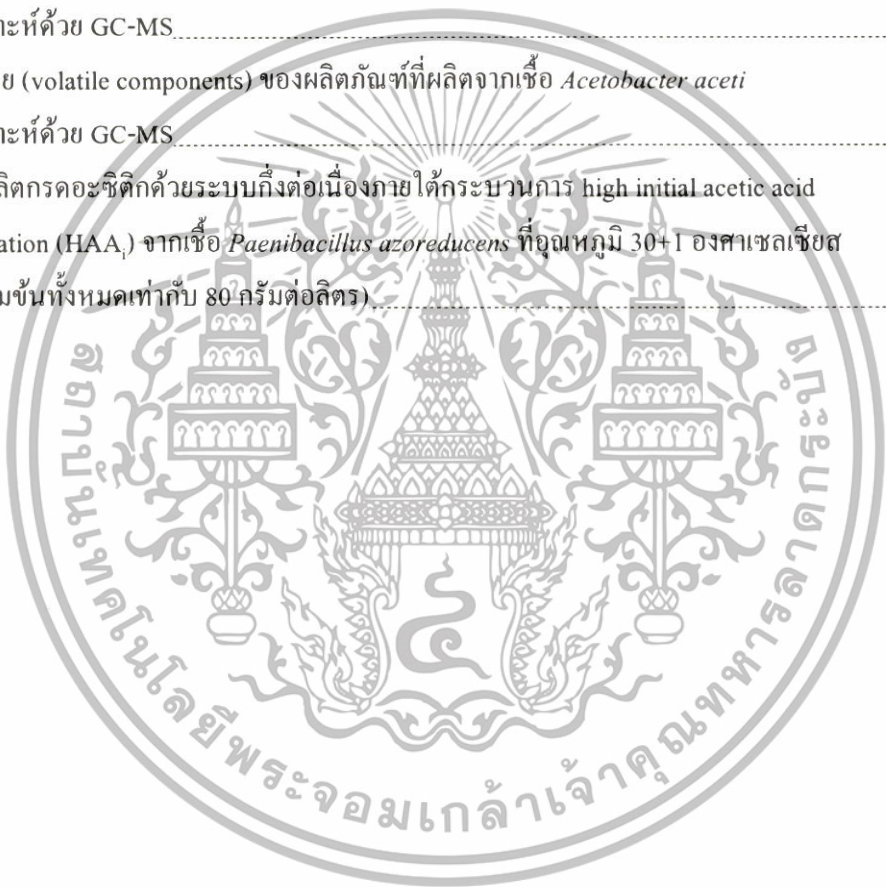 าะห์ด้วย GC-MS
ย (volatile components) ของผลิตภัณฑ์ที่ผลิตจากเชื้อ Acetobacter aceti
าะห์ด้วย GC-MS
ลิตกรดอะซิติกด้วยระบบกึ่งต่อเนื่องภายใต้กระบวนการ high initial acetic acid
ation (HAAi) จากเชื้อ Paenibacillus azoreducens ที่อุณหภูมิ 30+1 องศาเซลเซียส
มข้นทั้งหมดเท่ากับ 80 กรัมต่อลิตร)
สถาบันเทคโนโลยีพระจอมเกล้าเจ้าคุณทหารลาดกระบัง